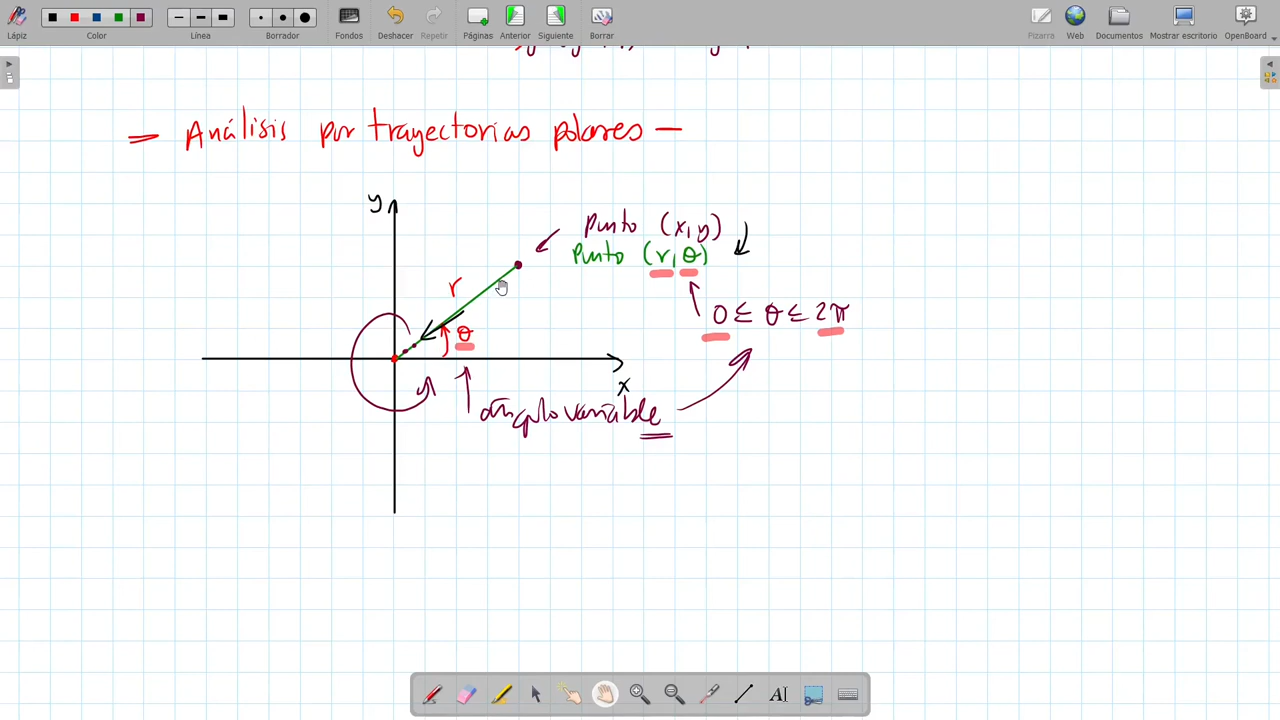 Lápiz Color Línea Borrador Fondos Deshacer Repetir Páginas Anterior Siguiente Borrar Pizarra Web Documentos Mostrar escritorio OpenBoard
= Análisis por trayectorias polares —
y
Punto (x,y)
Punto (r,θ)
r
0 ≤ θ ≤ 2π
θ
x
ángulo variable
AI